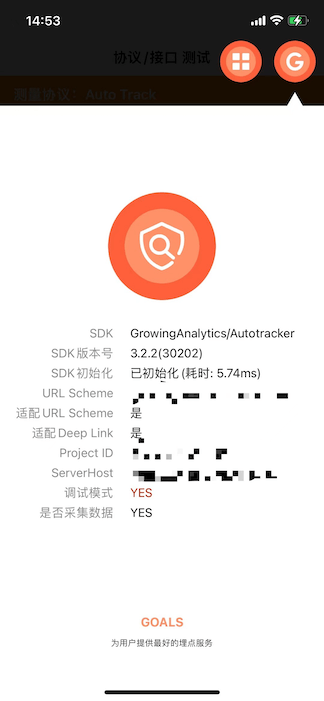 14:53
协议/接口 测试
测量协议：Auto Track
G
SDK GrowingAnalytics/Autotracker
SDK版本号 3.2.2(30202)
SDK初始化 已初始化(耗时: 5.74ms)
URL Scheme
适配URL Scheme 是
适配Deep Link 是
Project ID
ServerHost
调试模式 YES
是否采集数据 YES
GOALS
为用户提供最好的埋点服务